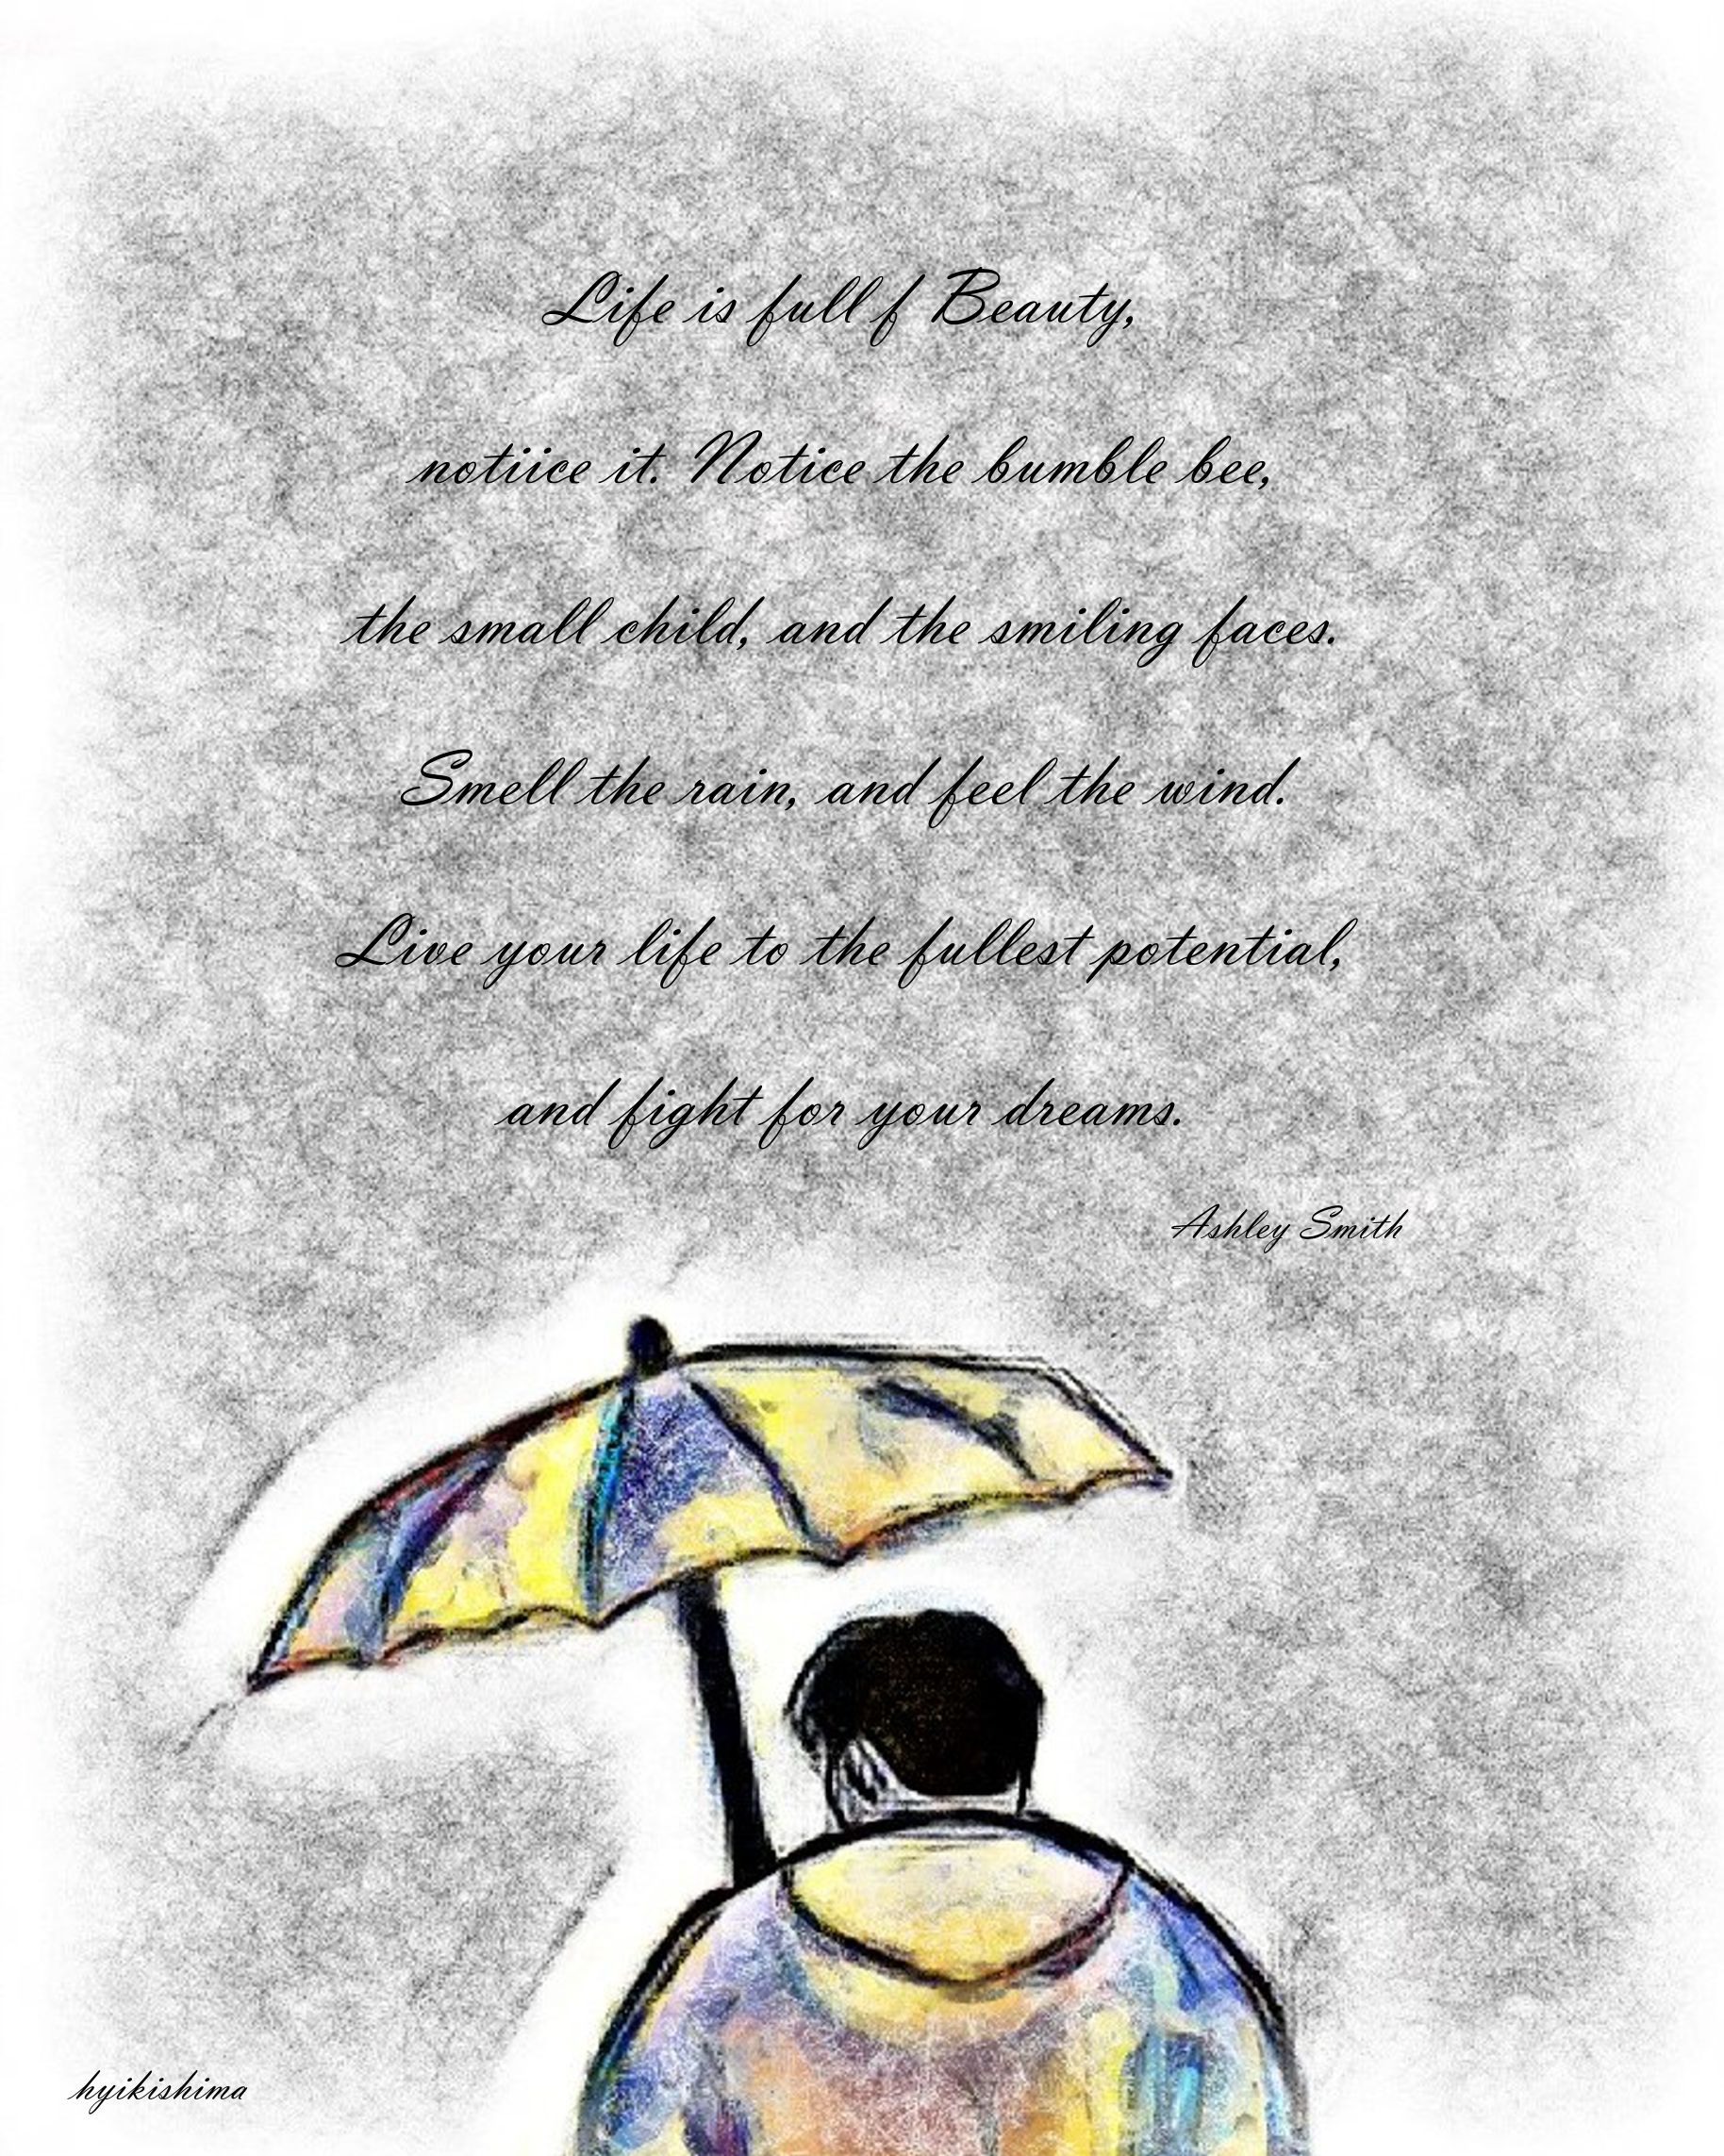 Life is full f Beauty,
notiice it. Notice the bumble bee,
the small child, and the smiling faces.
Smell the rain, and feel the wind.
Live your life to the fullest potential,
and fight for your dreams.
Ashley Smith
hyikishima